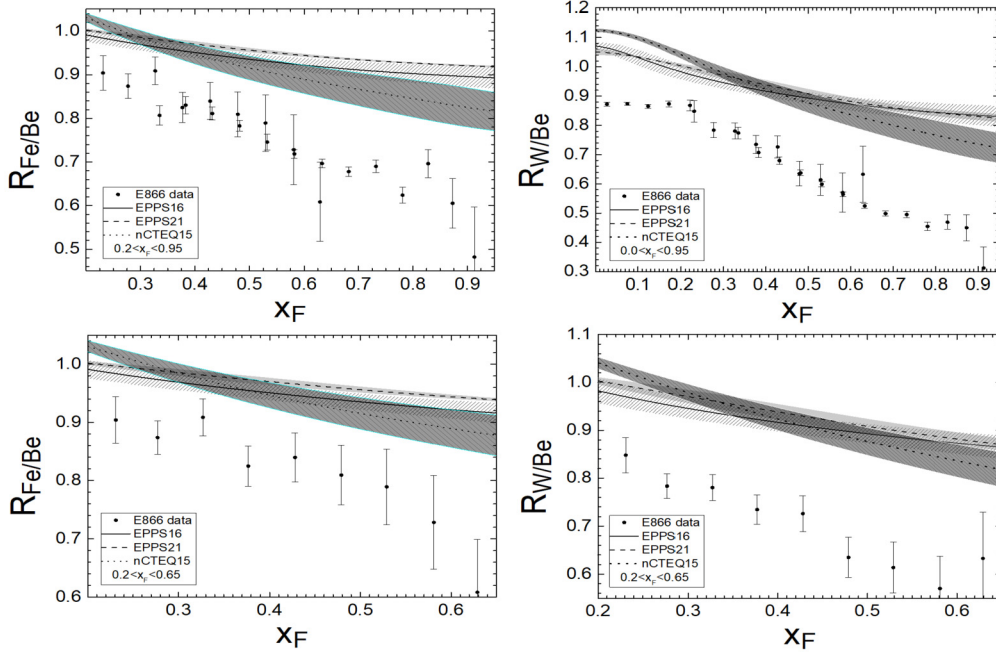 R_Fe/Be
1.0
0.9
0.8
0.7
0.6
0.5
E866 data
EPPS16
EPPS21
nCTEQ15
0.2<x_F<0.95
0.3 0.4 0.5 0.6 0.7 0.8 0.9
x_F
R_W/Be
1.2
1.1
1.0
0.9
0.8
0.7
0.6
0.5
0.4
0.3
E866 data
EPPS16
EPPS21
nCTEQ15
0.0<x_F<0.95
0.1 0.2 0.3 0.4 0.5 0.6 0.7 0.8 0.9
x_F
R_Fe/Be
1.0
0.9
0.8
0.7
0.6
E866 data
EPPS16
EPPS21
nCTEQ15
0.2<x_F<0.65
0.3 0.4 0.5 0.6
x_F
R_W/Be
1.1
1.0
0.9
0.8
0.7
0.6
E866 data
EPPS16
EPPS21
nCTEQ15
0.2<x_F<0.65
0.2 0.3 0.4 0.5 0.6
x_F